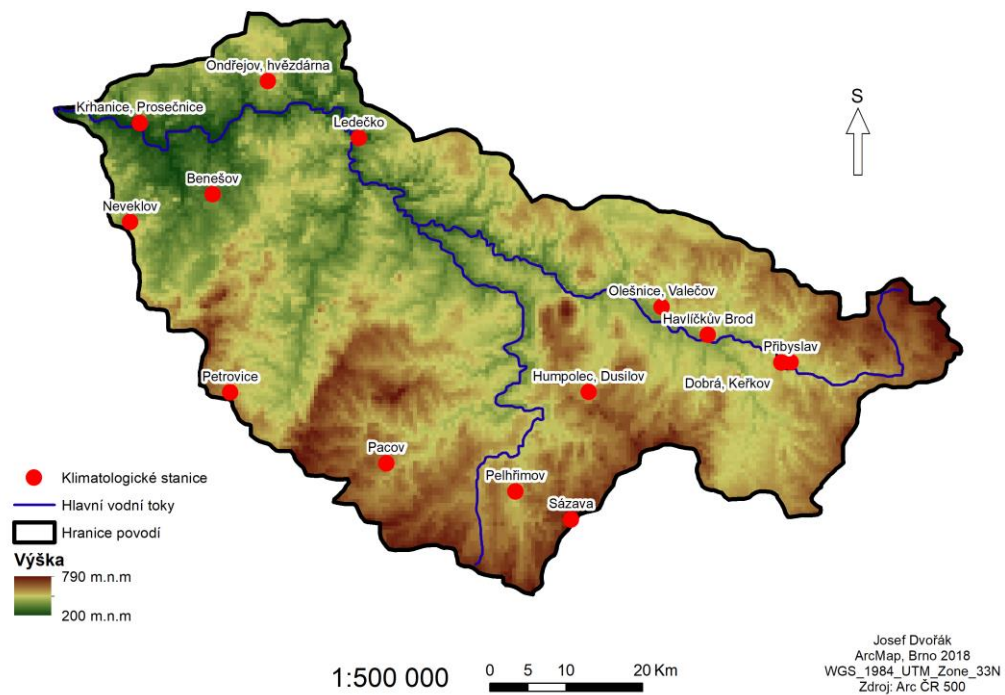 Ondřejov, hvězdárna
Krhanice, Prosečnice
Ledečko
S
Benešov
Neveklov
Olešnice, Valečov
Havlíčkův Brod
Přibyslav
Petrovice
Humpolec, Dusilov
Dobrá, Keřkov
Pacov
Pelhřimov
Sázava
Klimatologické stanice
Hlavní vodní toky
Hranice povodí
Výška
790 m.n.m
200 m.n.m
1:500 000
0 5 10 20 Km
Josef Dvořák
ArcMap, Brno 2018
WGS_1984_UTM_Zone_33N
Zdroj: Arc ČR 500